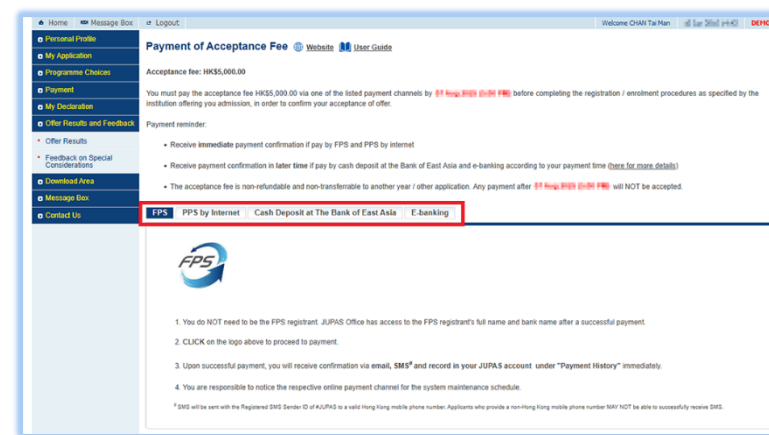 Home Message Box Logout Welcome CHAN Tai Man DEMO
Personal Profile
My Application
Programme Choices
Payment
My Declaration
Offer Results and Feedback
Offer Results
Feedback on Special
Considerations
Download Area
Message Box
Contact Us
Payment of Acceptance Fee Website User Guide
Acceptance fee: HK$5,000.00
You must pay the acceptance fee HK$5,000.00 via one of the listed payment channels by before completing the registration / enrolment procedures as specified by the
institution offering you admission, in order to confirm your acceptance of offer.
Payment reminder:
• Receive immediate payment confirmation if pay by FPS and PPS by internet
• Receive payment confirmation in later time if pay by cash deposit at the Bank of East Asia and e-banking according to your payment time (here for more details)
• The acceptance fee is non-refundable and non-transferrable to another year / other application. Any payment after will NOT be accepted.
FPS PPS by Internet Cash Deposit at The Bank of East Asia E-banking
FPS
1. You do NOT need to be the FPS registrant. JUPAS Office has access to the FPS registrant's full name and bank name after a successful payment.
2. CLICK on the logo above to proceed to payment.
3. Upon successful payment, you will receive confirmation via email, SMS# and record in your JUPAS account under "Payment History" immediately.
4. You are responsible to notice the respective online payment channel for the system maintenance schedule.
# SMS will be sent with the Registered SMS Sender ID of #JUPAS to a valid Hong Kong mobile phone number. Applicants who provide a non-Hong Kong mobile phone number MAY NOT be able to successfully receive SMS.